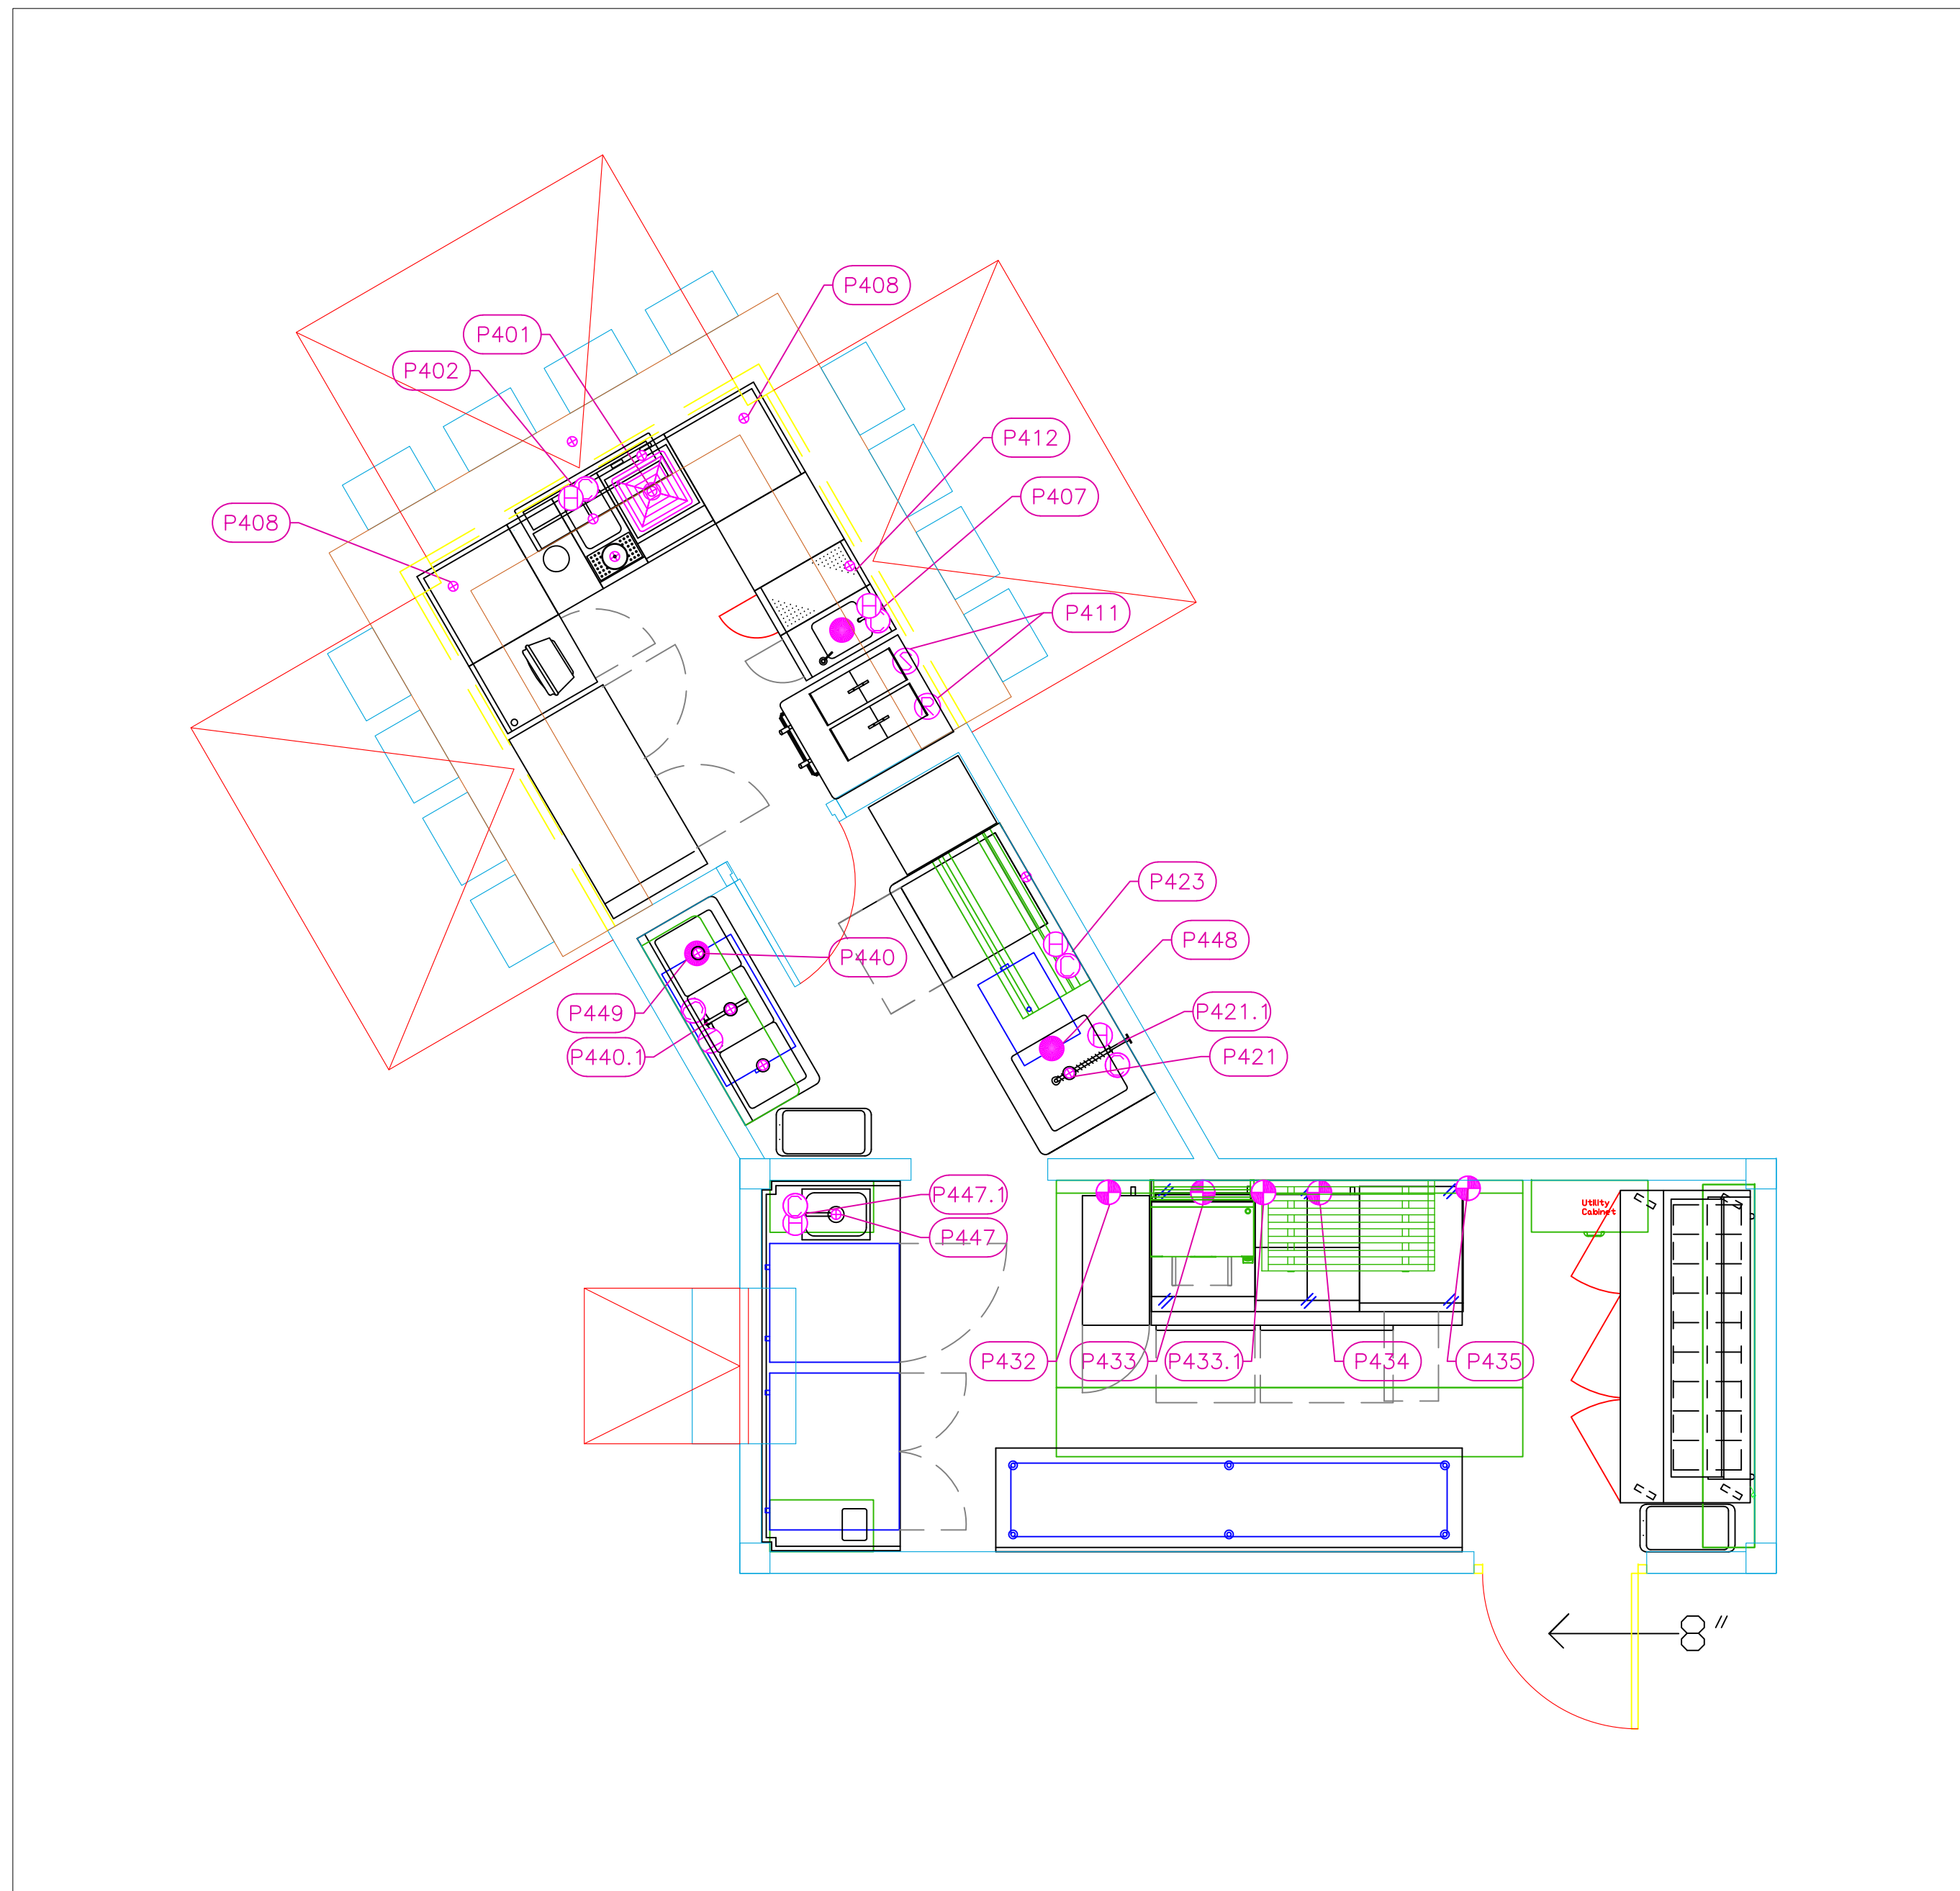 P408
P401
P402
P412
P407
P408
H C
H
C
P411
S
R
P423
H
C
P440
P448
P449
C
H
P421.1
P440.1
H
C
P421
P447.1
C
H
P447
Utility
Cabinet
P432
P433
P433.1
P434
P435
8"